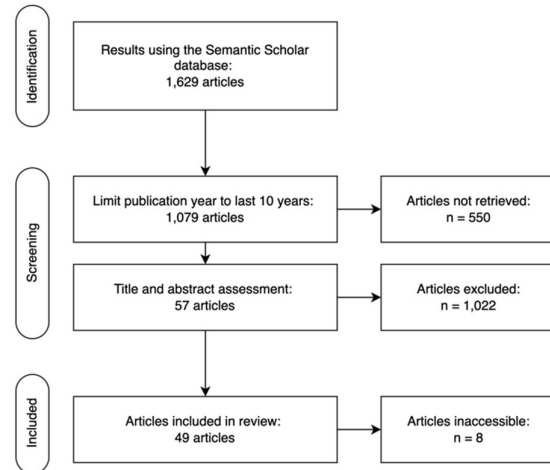 Identification
Results using the Semantic Scholar
database:
1,629 articles
Screening
Limit publication year to last 10 years:
1,079 articles
Articles not retrieved:
n = 550
Title and abstract assessment:
57 articles
Articles excluded:
n = 1,022
Included
Articles included in review:
49 articles
Articles inaccessible:
n = 8